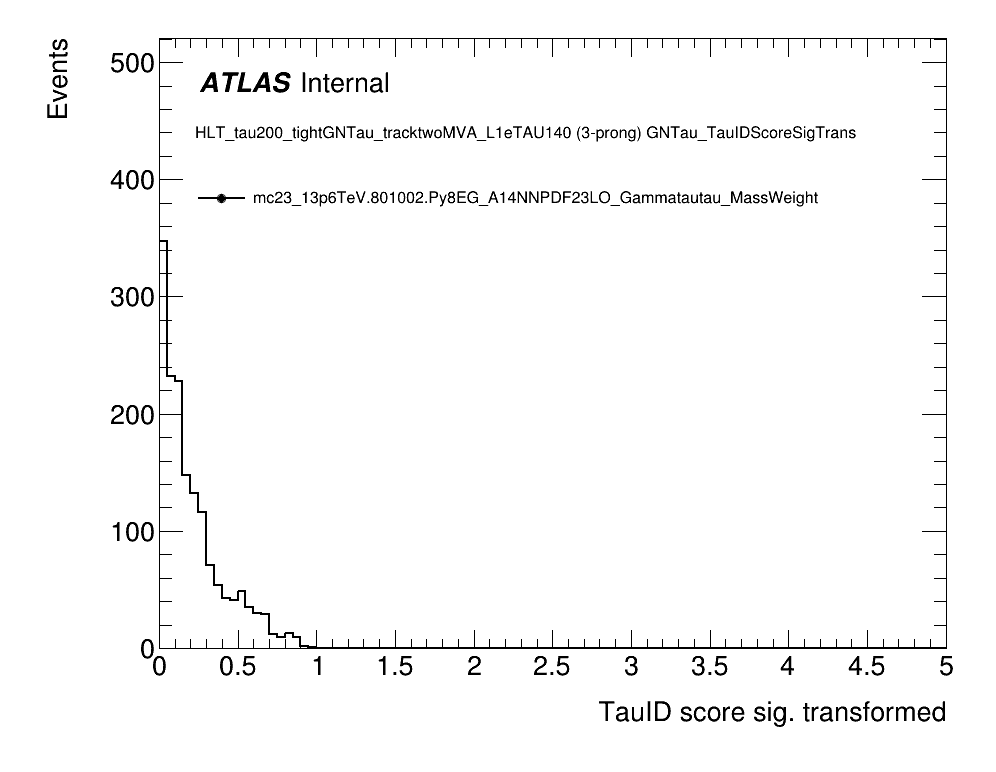 Events
500
400
300
200
100
0
ATLAS Internal
HLT_tau200_tightGNTau_tracktwoMVA_L1eTAU140 (3-prong) GNTau_TauIDScoreSigTrans
mc23_13p6TeV.801002.Py8EG_A14NNPDF23LO_Gammatautau_MassWeight
0 0.5 1 1.5 2 2.5 3 3.5 4 4.5 5
TauID score sig. transformed